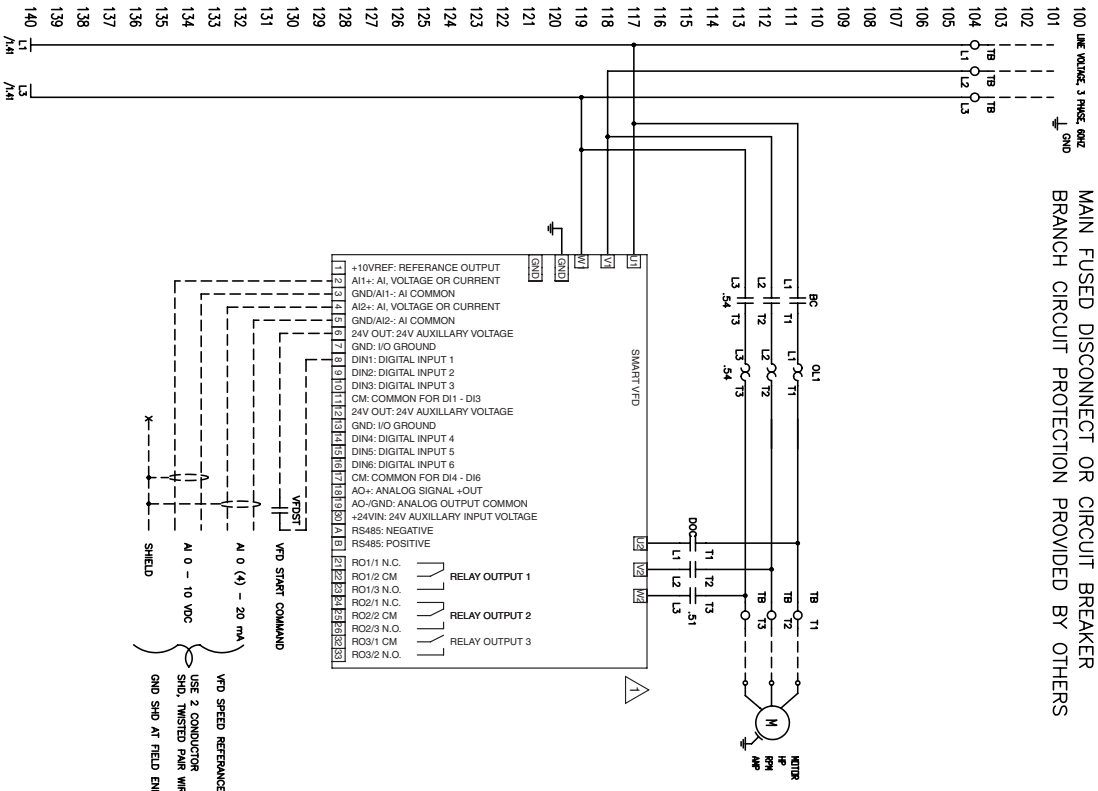 MAIN FUSED DISCONNECT OR CIRCUIT BREAKER
BRANCH CIRCUIT PROTECTION PROVIDED BY OTHERS
100 LINE VOLTAGE, 3 PHASE, 60HZ
GND
101
102
103
104
105
106
107
108
109
110
111
112
113
114
115
116
117
118
119
120
121
122
123
124
125
126
127
128
129
130
131
132
133
134
135
136
137
138
139
140
TB TB TB
L1 L2 L3
L1
/1.41
L3
/1.41
BC
L1 T1
L2 T2
L3 T3
.54
OL1
L1 T1
L2 T2
L3 T3
.54
TB T1
TB T2
TB T3
M
MOTOR
HP
RPM
AMP
DOC
L1 T1
L2 T2
L3 T3
.51
U1
V1
W1
GND
GND
U2
V2
W2
SMART VFD
1
1 +10VREF: REFERANCE OUTPUT
2 AI1+: AI, VOLTAGE OR CURRENT
3 GND/AI1-: AI COMMON
4 AI2+: AI, VOLTAGE OR CURRENT
5 GND/AI2-: AI COMMON
6 24V OUT: 24V AUXILLARY VOLTAGE
7 GND: I/O GROUND
8 DIN1: DIGITAL INPUT 1
9 DIN2: DIGITAL INPUT 2
10 DIN3: DIGITAL INPUT 3
11 CM: COMMON FOR DI1 - DI3
12 24V OUT: 24V AUXILLARY VOLTAGE
13 GND: I/O GROUND
14 DIN4: DIGITAL INPUT 4
15 DIN5: DIGITAL INPUT 5
16 DIN6: DIGITAL INPUT 6
17 CM: COMMON FOR DI4 - DI6
18 AO+: ANALOG SIGNAL +OUT
19 AO-/GND: ANALOG OUTPUT COMMON
30 +24VIN: 24V AUXILLARY INPUT VOLTAGE
A RS485: NEGATIVE
B RS485: POSITIVE
21 RO1/1 N.C.
22 RO1/2 CM RELAY OUTPUT 1
23 RO1/3 N.O.
24 RO2/1 N.C.
25 RO2/2 CM RELAY OUTPUT 2
26 RO2/3 N.O.
32 RO3/1 CM RELAY OUTPUT 3
33 RO3/2 N.O.
VFDST
VFD START COMMAND
AI 0 (4) - 20 mA
AI 0 - 10 VDC
SHIELD
X
VFD SPEED REFERANCE
USE 2 CONDUCTOR
SHD, TWISTED PAIR WIR
GND SHD AT FIELD EN